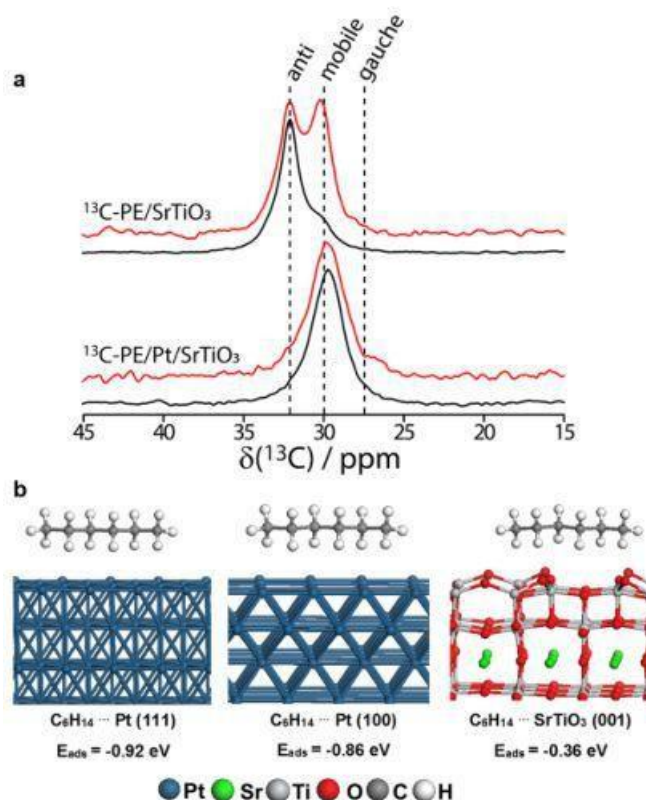 a
anti
mobile
gauche
¹³C-PE/SrTiO₃
¹³C-PE/Pt/SrTiO₃
45 40 35 30 25 20 15
δ(¹³C) / ppm
b
C₆H₁₄ ··· Pt (111) C₆H₁₄ ··· Pt (100) C₆H₁₄ ··· SrTiO₃ (001)
Eads = -0.92 eV Eads = -0.86 eV Eads = -0.36 eV
Pt Sr Ti O C H